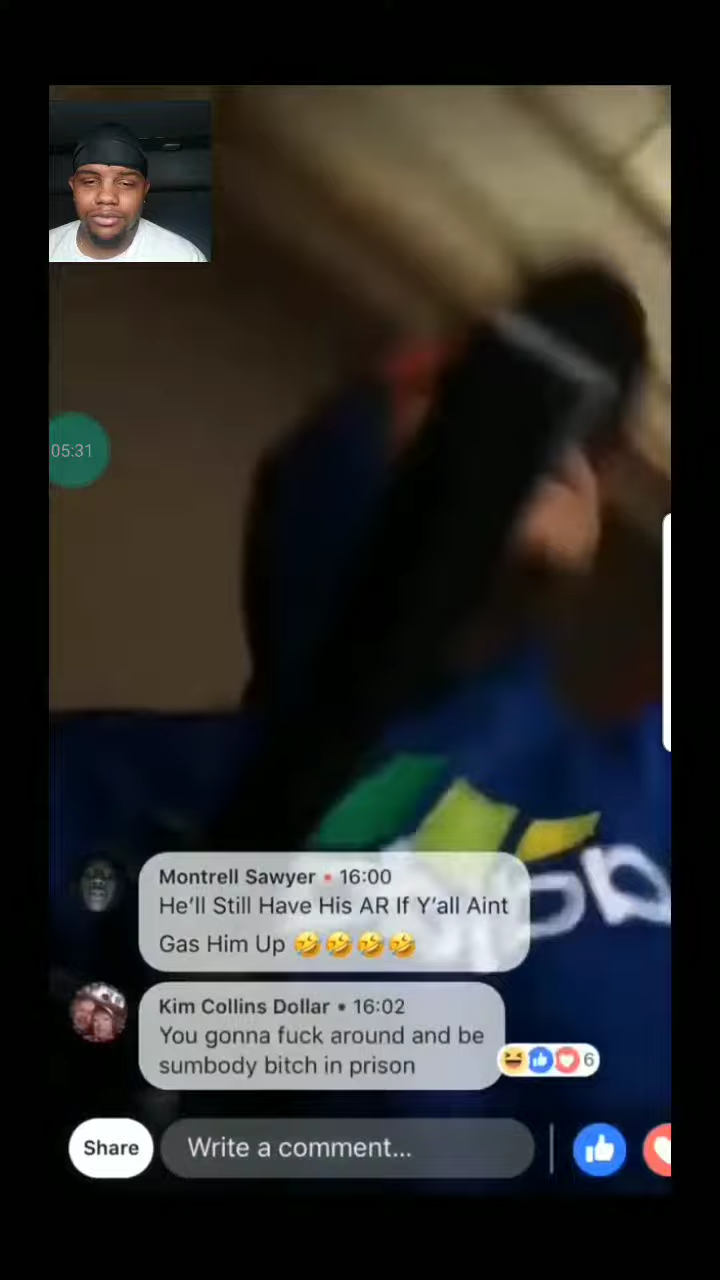 05:31
Montrell Sawyer • 16:00
He'll Still Have His AR If Y'all Aint
Gas Him Up 🤣🤣🤣🤣
Kim Collins Dollar • 16:02
You gonna fuck around and be
sumbody bitch in prison
6
Share
Write a comment...